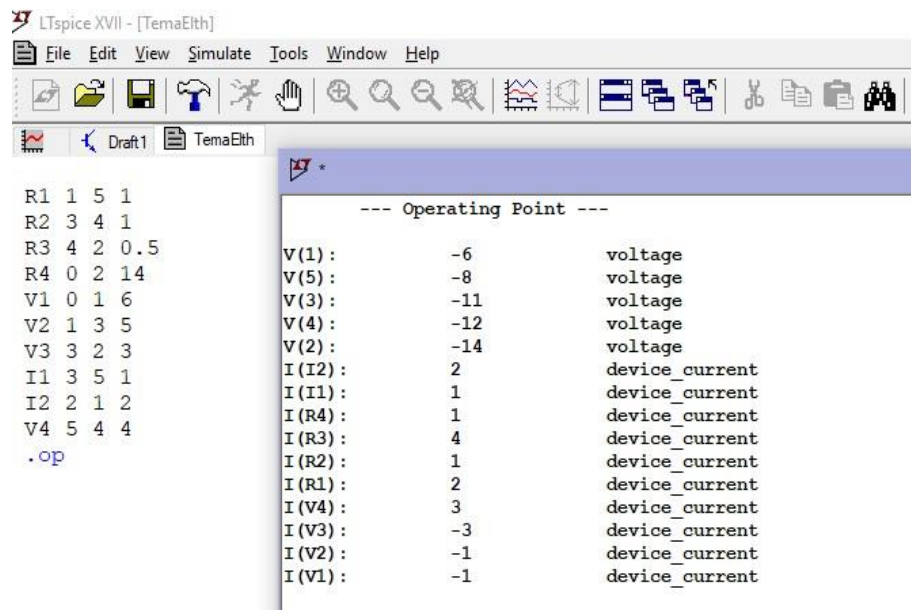 LTspice XVII - [TemaElth]
File Edit View Simulate Tools Window Help
Draft1 TemaElth
R1 1 5 1
R2 3 4 1
R3 4 2 0.5
R4 0 2 14
V1 0 1 6
V2 1 3 5
V3 3 2 3
I1 3 5 1
I2 2 1 2
V4 5 4 4
.op
*
--- Operating Point ---
V(1): -6 voltage
V(5): -8 voltage
V(3): -11 voltage
V(4): -12 voltage
V(2): -14 voltage
I(I2): 2 device_current
I(I1): 1 device_current
I(R4): 1 device_current
I(R3): 4 device_current
I(R2): 1 device_current
I(R1): 2 device_current
I(V4): 3 device_current
I(V3): -3 device_current
I(V2): -1 device_current
I(V1): -1 device_current